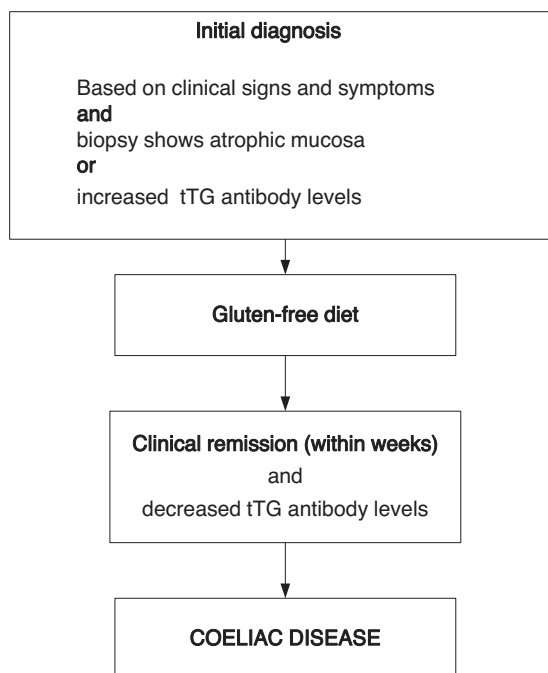 Initial diagnosis
Based on clinical signs and symptoms
and
biopsy shows atrophic mucosa
or
increased tTG antibody levels
Gluten-free diet
Clinical remission (within weeks)
and
decreased tTG antibody levels
COELIAC DISEASE